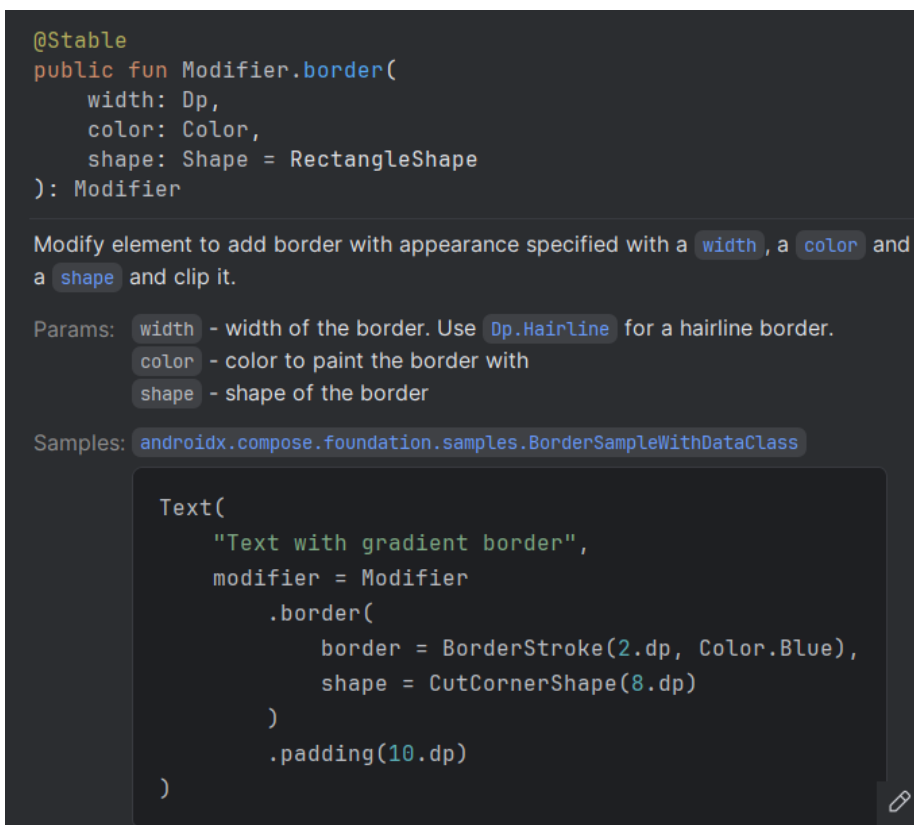 @Stable
public fun Modifier.border(
    width: Dp,
    color: Color,
    shape: Shape = RectangleShape
): Modifier
Modify element to add border with appearance specified with a width, a color and
a shape and clip it.
Params: width - width of the border. Use Dp.Hairline for a hairline border.
color - color to paint the border with
shape - shape of the border
Samples: androidx.compose.foundation.samples.BorderSampleWithDataClass
Text(
    "Text with gradient border",
    modifier = Modifier
        .border(
            border = BorderStroke(2.dp, Color.Blue),
            shape = CutCornerShape(8.dp)
        )
        .padding(10.dp)
)